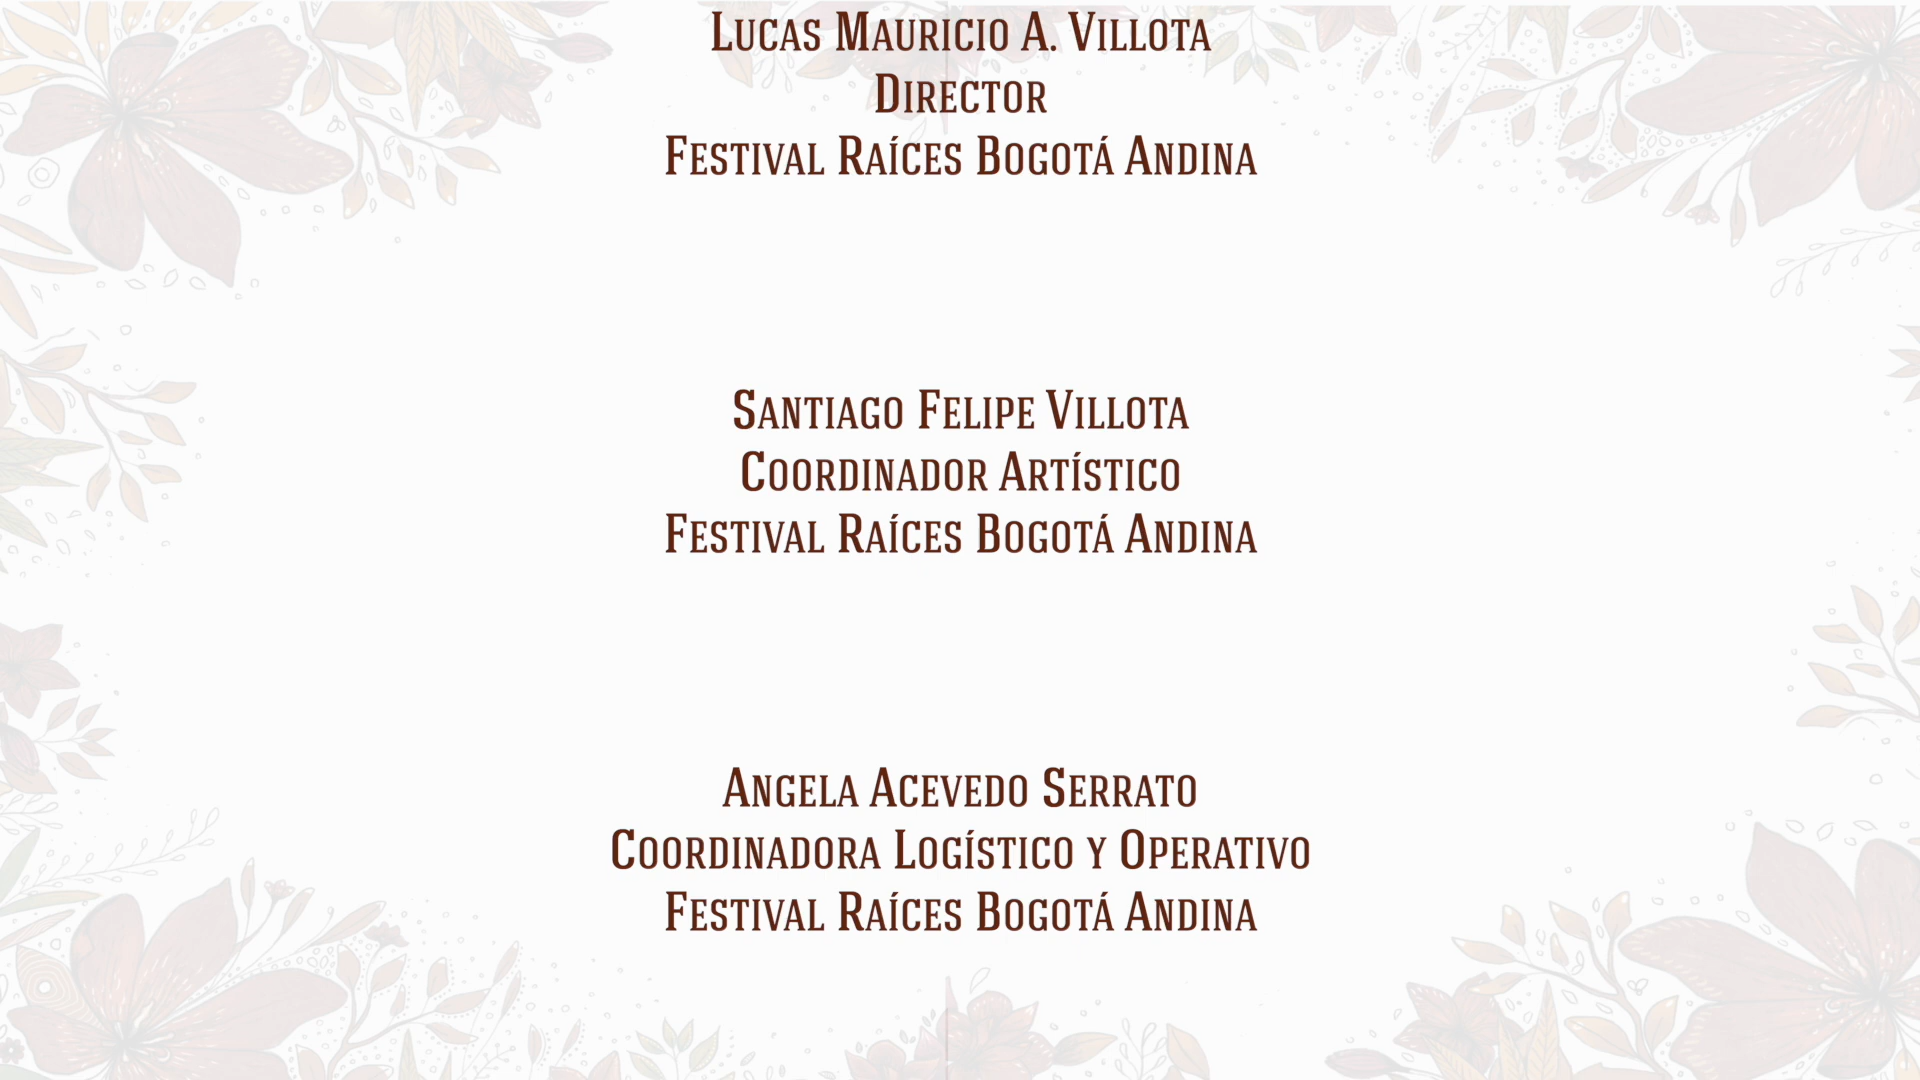 Lucas Mauricio A. Villota
Director
Festival Raíces Bogotá Andina
Santiago Felipe Villota
Coordinador Artístico
Festival Raíces Bogotá Andina
Angela Acevedo Serrato
Coordinadora Logístico y Operativo
Festival Raíces Bogotá Andina